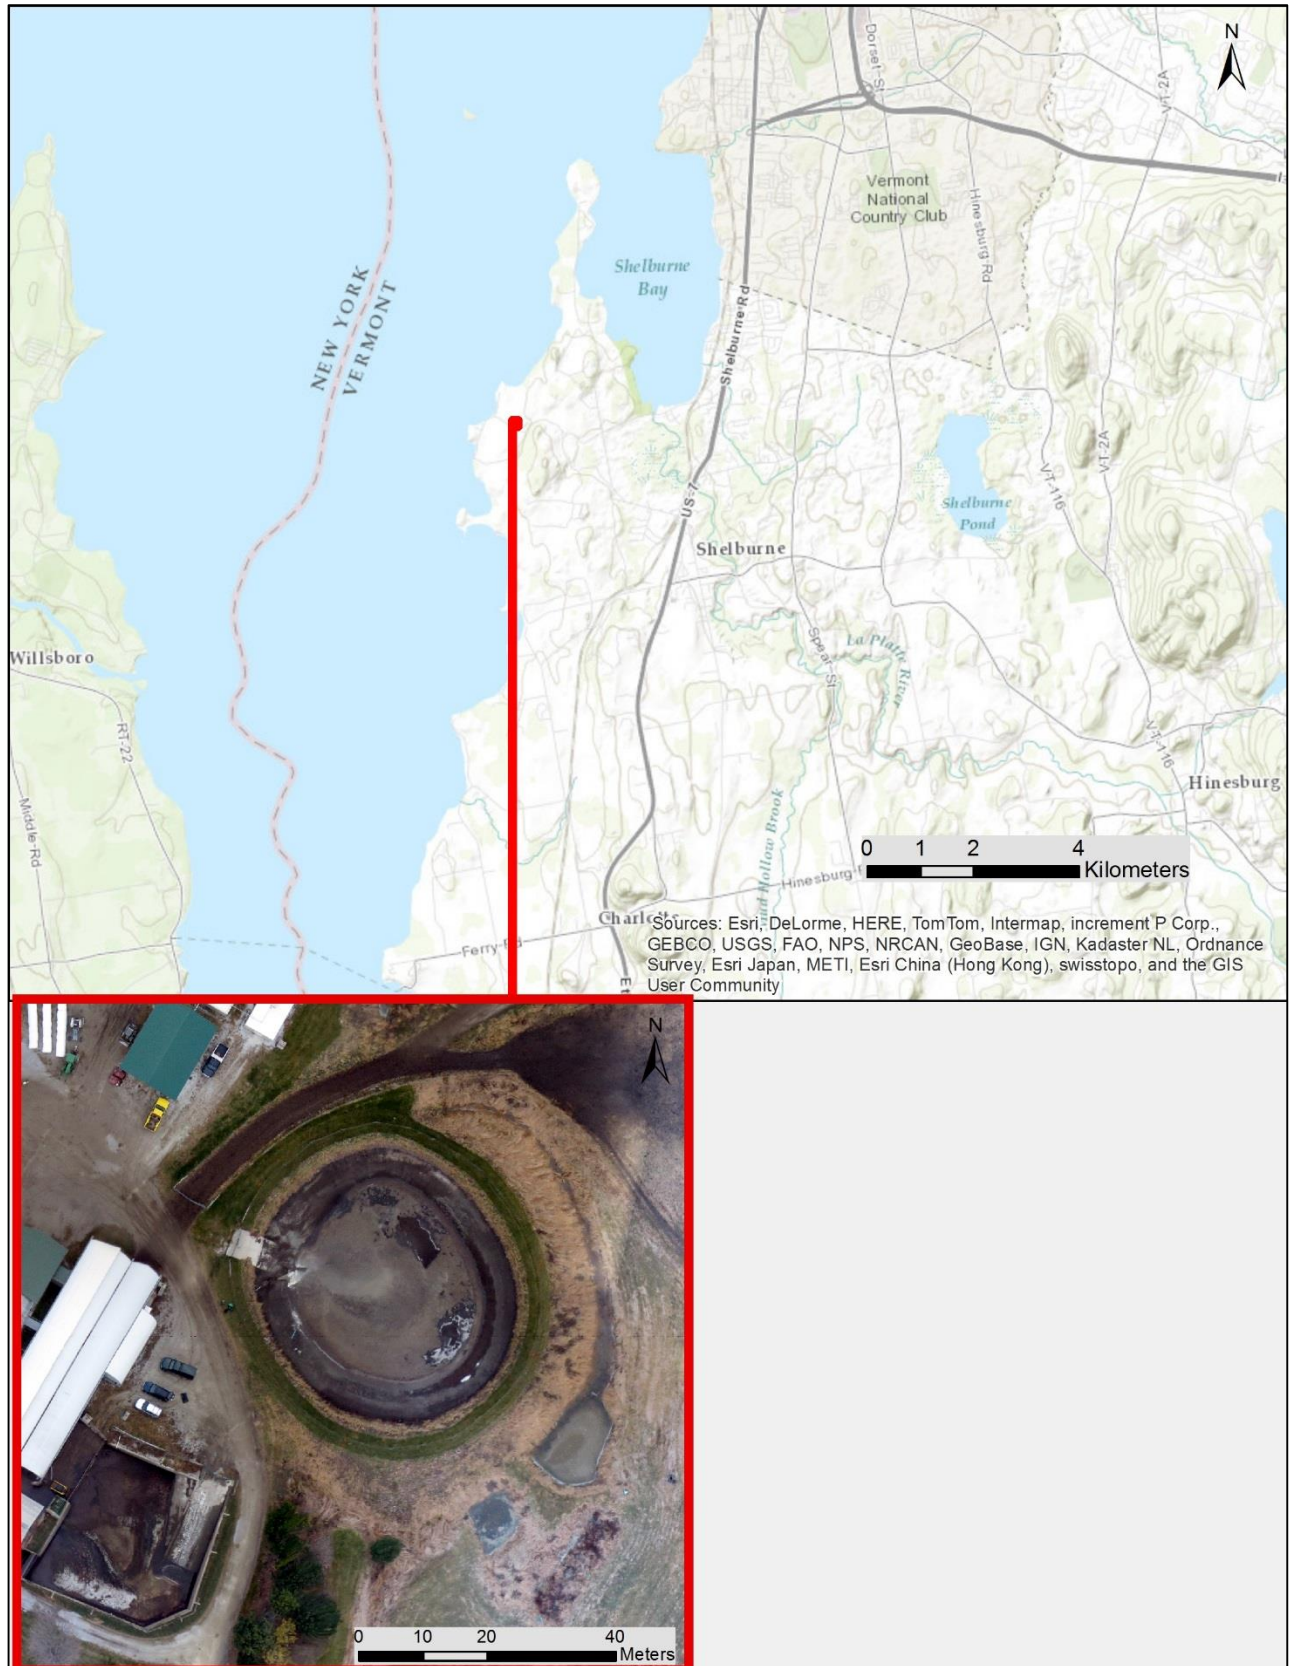 N
Dorset St
VT-2A
Vermont
National
Country Club
Hinesburg Rd
Shelburne
Bay
NEW YORK
VERMONT
Shelburne Rd
VT-2A
VT-116
US-7
Shelburne
Pond
Shelburne
Willsboro
Spear St
La Platte
River
RT-22
VT-116
Hinesburg
Middle Rd
Hollow Brook
0 1 2 4
Kilometers
Hinesburg
Charlotte
Ferry Rd
Sources: Esri, DeLorme, HERE, TomTom, Intermap, increment P Corp.,
GEBCO, USGS, FAO, NPS, NRCAN, GeoBase, IGN, Kadaster NL, Ordnance
Survey, Esri Japan, METI, Esri China (Hong Kong), swisstopo, and the GIS
User Community
N
0 10 20 40
Meters